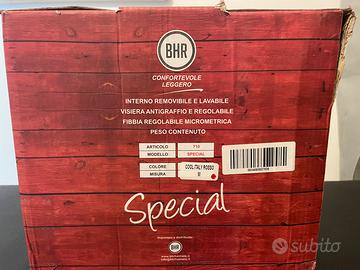 BHR
CONFORTEVOLE
LEGGERO
INTERNO REMOVIBILE E LAVABILE
VISIERA ANTIGRAFFIO E REGOLABILE
FIBBIA REGOLABILE MICROMETRICA
PESO CONTENUTO
ARTICOLO 710
MODELLO SPECIAL
COLORE COOL ITALY ROSSO
MISURA M
Special
BHR
subito